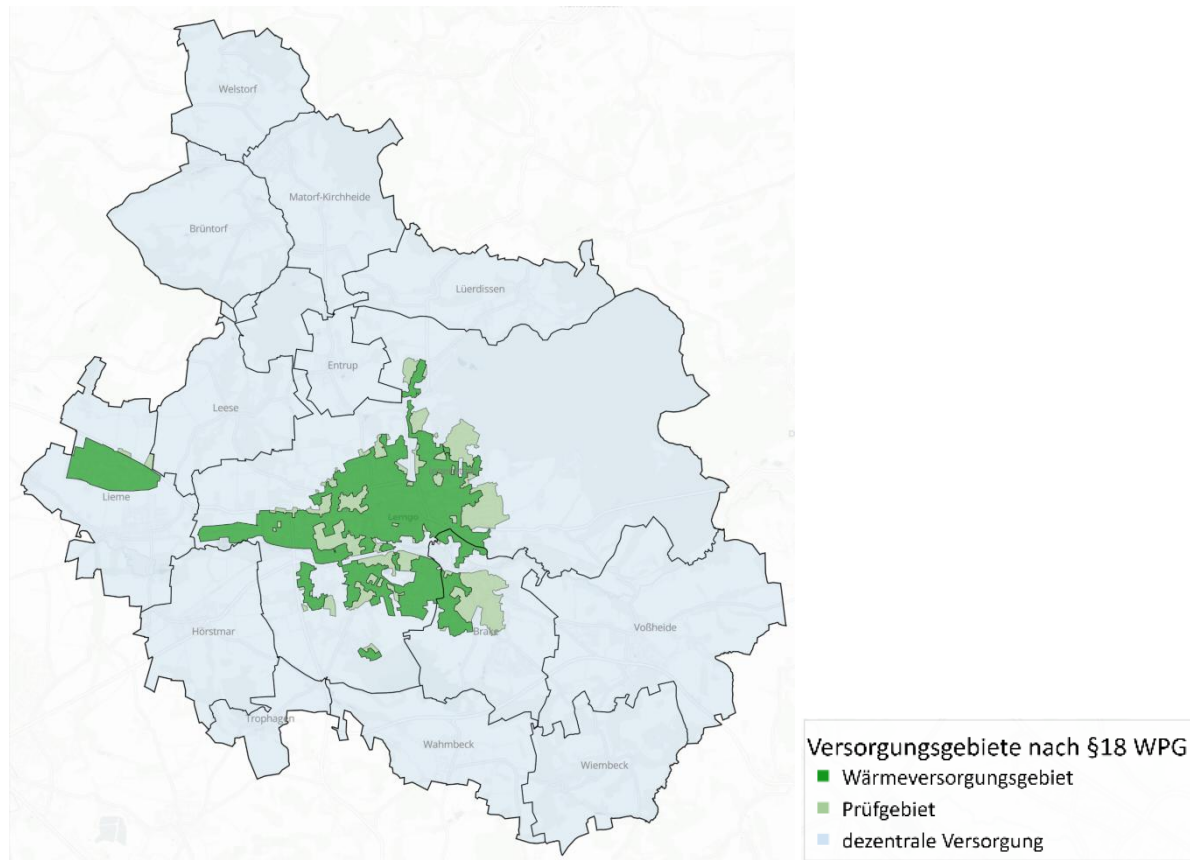 Welstorf
Matorf-Kirchheide
Brüntorf
Lüerdissen
Entrup
Leese
Lieme
Lemgo
Hörstmar
Brake
Voßheide
Trophagen
Wahmbeck
Wiembeck
Versorgungsgebiete nach §18 WPG
Wärmeversorgungsgebiet
Prüfgebiet
dezentrale Versorgung